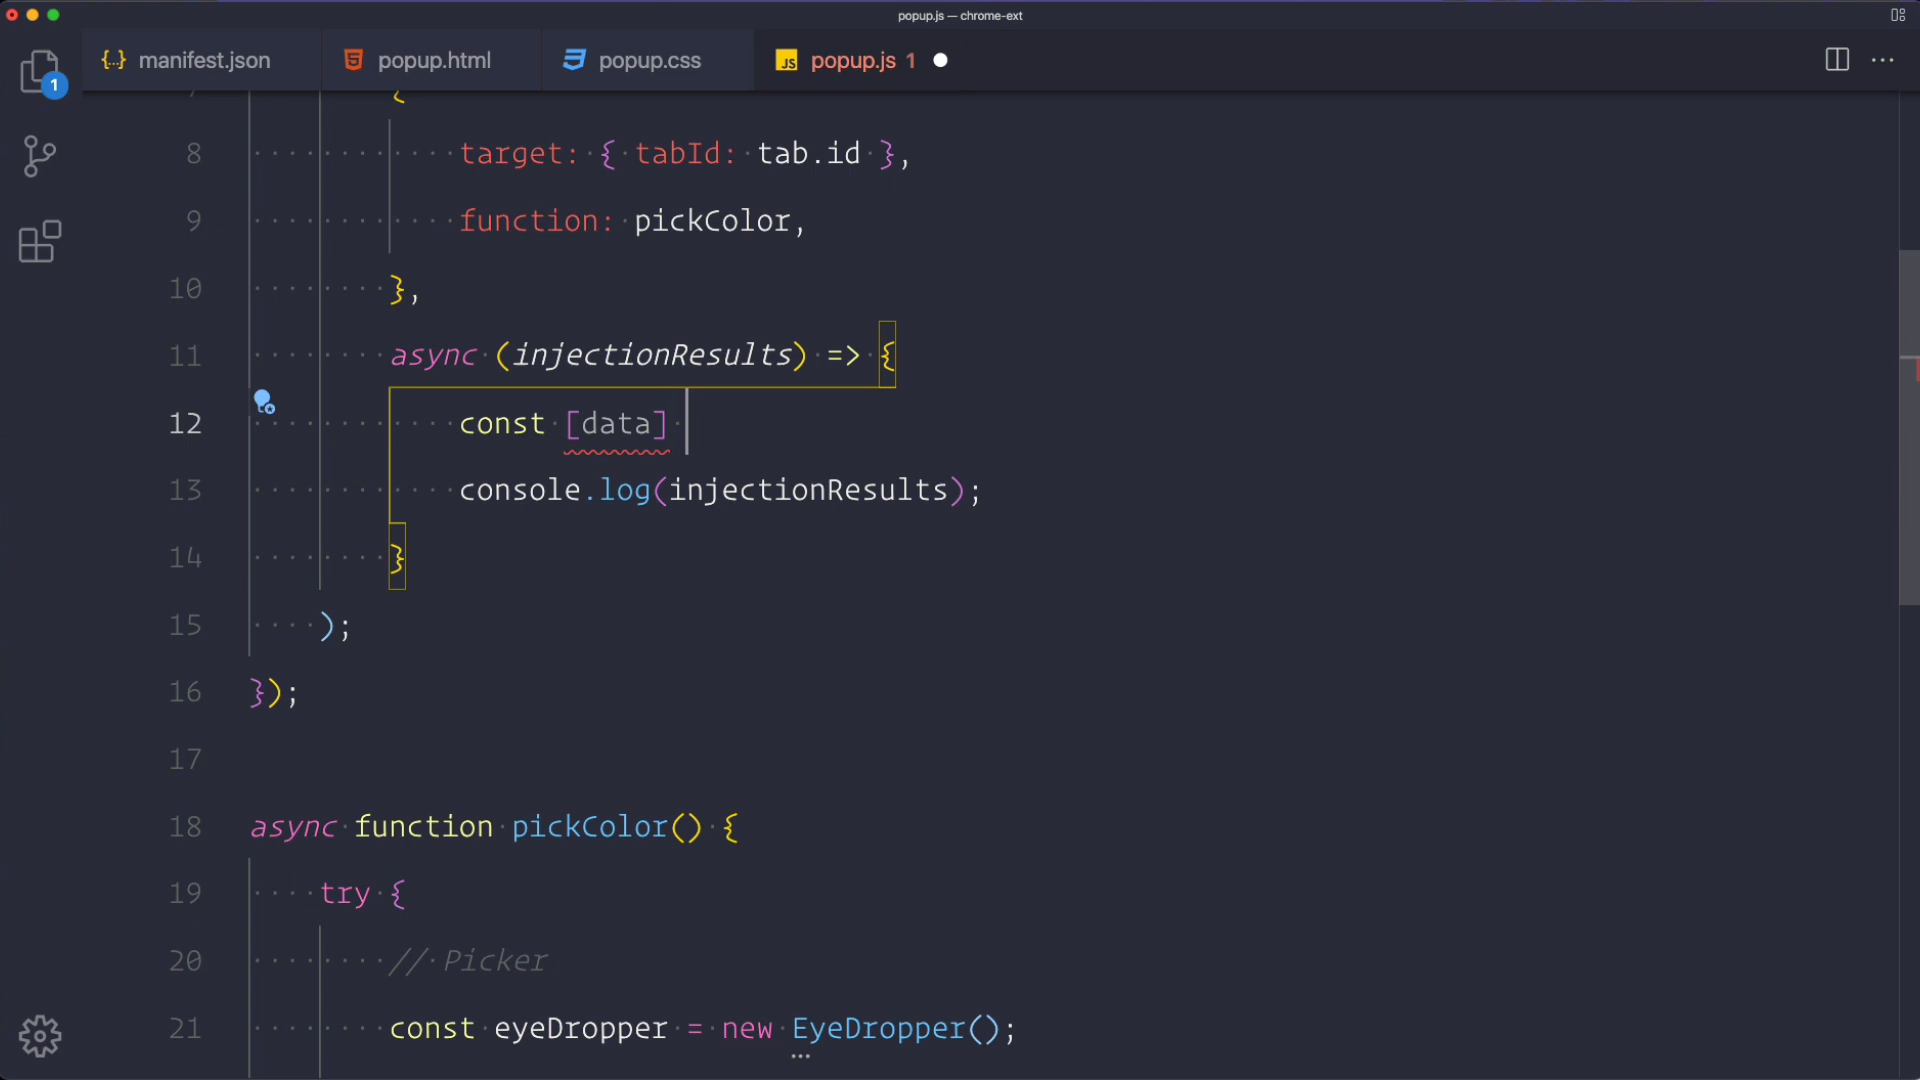 popup.js — chrome-ext
{..} manifest.json
popup.html
popup.css
JS popup.js 1
1
{
8 target: { tabId: tab.id },
9 function: pickColor,
10 },
11 async (injectionResults) => {
12 const [data]
13 console.log(injectionResults);
14 }
15 );
16 });
17
18 async function pickColor() {
19 try {
20 // Picker
21 const eyeDropper = new EyeDropper();